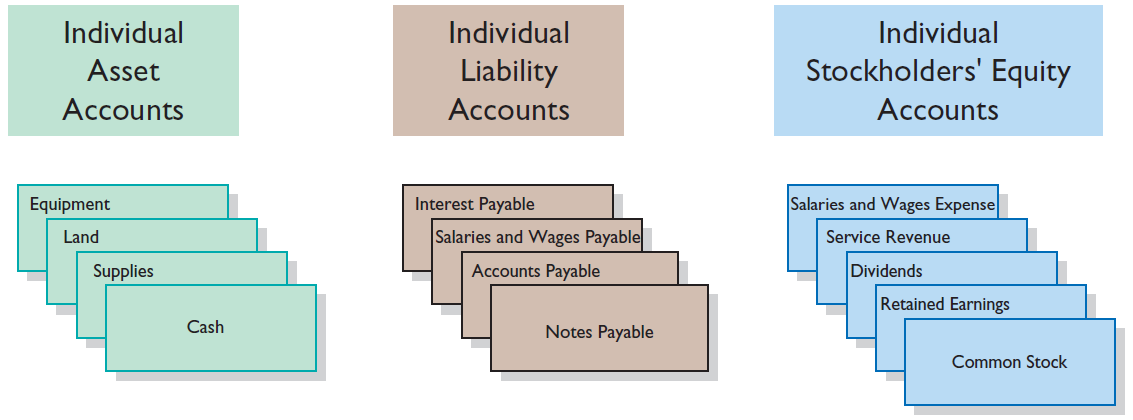 Individual
Asset
Accounts
Individual
Liability
Accounts
Individual
Stockholders' Equity
Accounts
Equipment
Land
Supplies
Cash
Interest Payable
Salaries and Wages Payable
Accounts Payable
Notes Payable
Salaries and Wages Expense
Service Revenue
Dividends
Retained Earnings
Common Stock